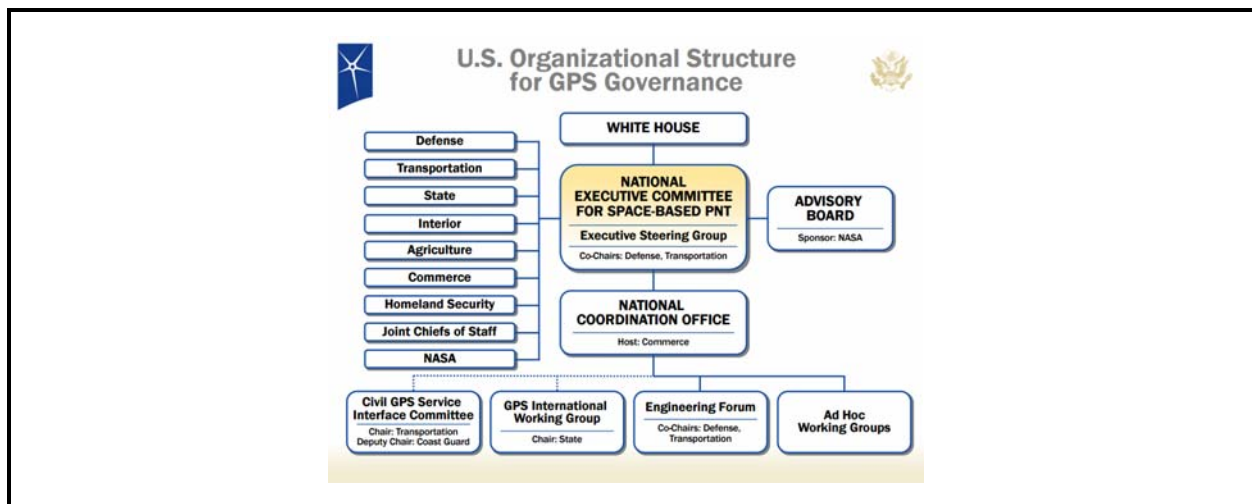 U.S. Organizational Structure
for GPS Governance
WHITE HOUSE
Defense
Transportation
State
Interior
Agriculture
Commerce
Homeland Security
Joint Chiefs of Staff
NASA
NATIONAL
EXECUTIVE COMMITTEE
FOR SPACE-BASED PNT
Executive Steering Group
Co-Chairs: Defense, Transportation
ADVISORY
BOARD
Sponsor: NASA
NATIONAL
COORDINATION OFFICE
Host: Commerce
Civil GPS Service
Interface Committee
Chair: Transportation
Deputy Chair: Coast Guard
GPS International
Working Group
Chair: State
Engineering Forum
Co-Chairs: Defense,
Transportation
Ad Hoc
Working Groups